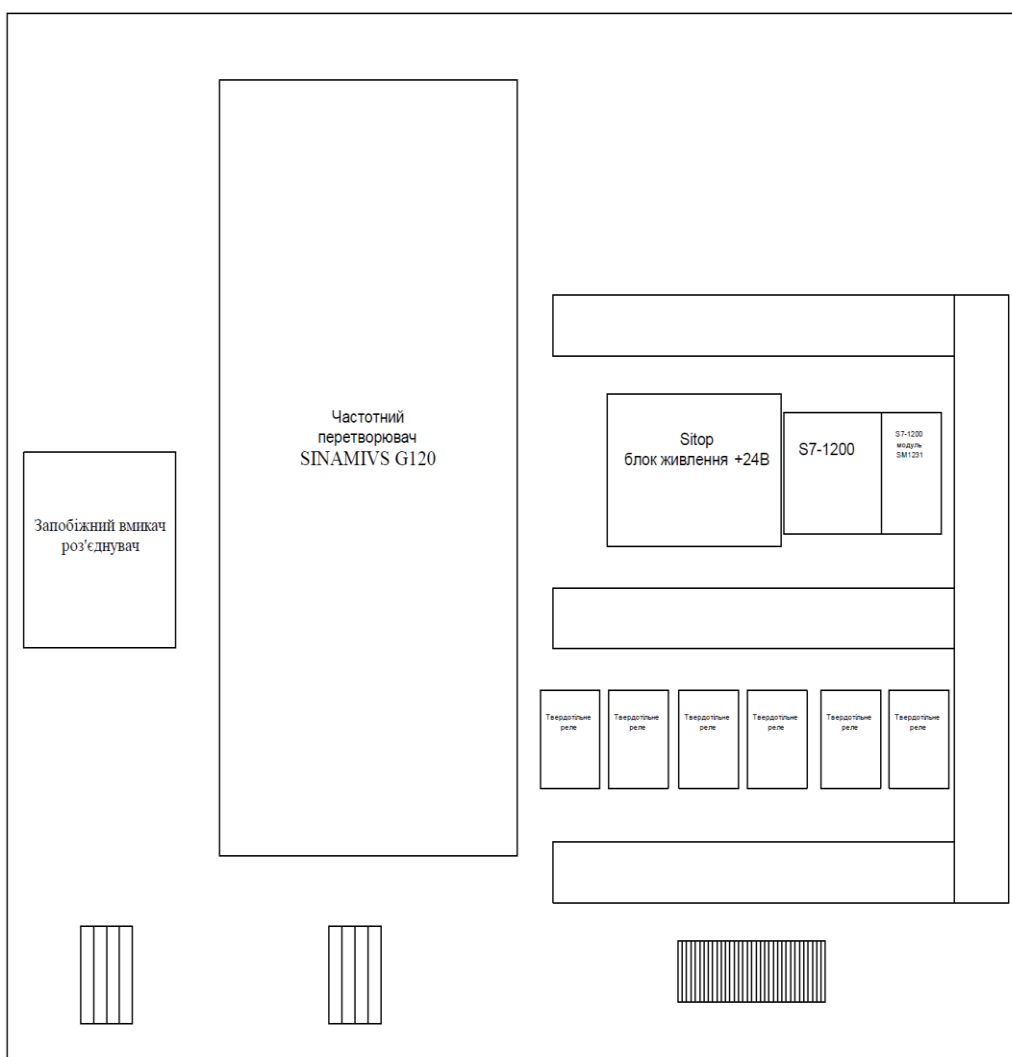 Частотний
перетворювач
SINAMIVS G120
Sitop
блок живлення +24В
S7-1200
S7-1200
модуль
SM1231
Запобіжний вмикач
роз'єднувач
Твердотільне
реле
Твердотільне
реле
Твердотільне
реле
Твердотільне
реле
Твердотільне
реле
Твердотільне
реле